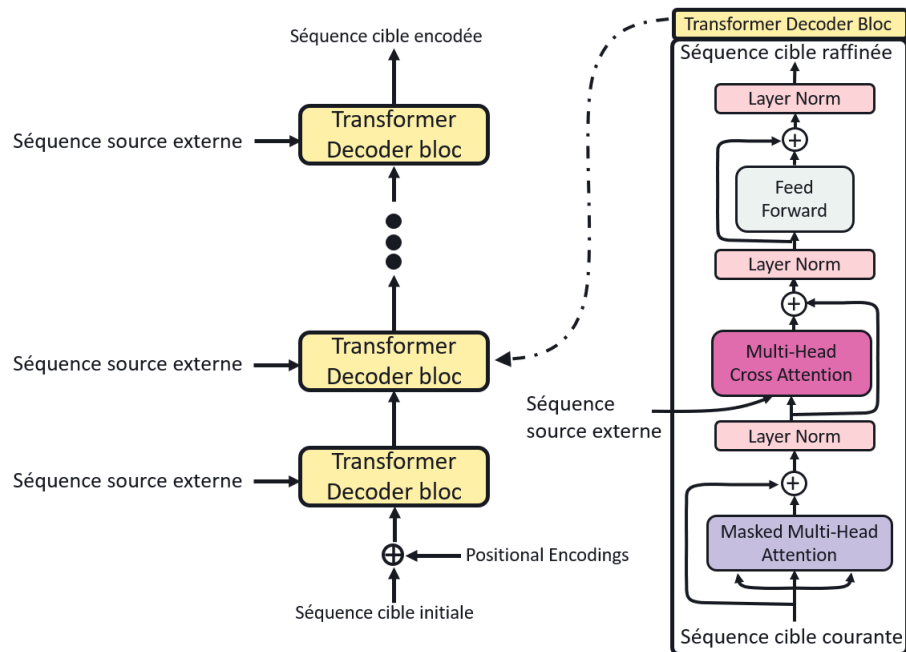 Séquence cible encodée
Séquence source externe
Transformer
Decoder bloc
Séquence source externe
Transformer
Decoder bloc
Séquence source externe
Transformer
Decoder bloc
+
Positional Encodings
Séquence cible initiale
Transformer Decoder Bloc
Séquence cible raffinée
Layer Norm
+
Feed
Forward
Layer Norm
+
Multi-Head
Cross Attention
Séquence
source externe
Layer Norm
+
Masked Multi-Head
Attention
Séquence cible courante